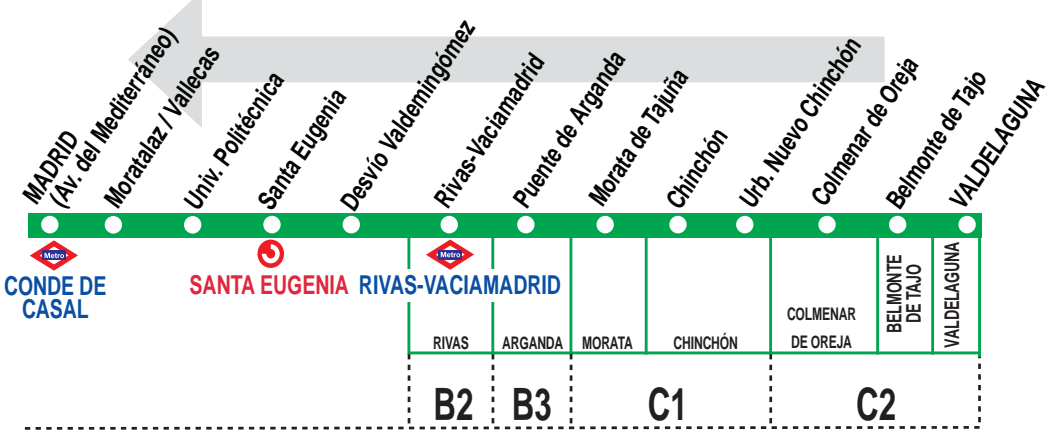 MADRID
(Av. del Mediterráneo)
Moratalaz / Vallecas
Univ. Politécnica
Santa Eugenia
Desvío Valdemingómez
Rivas-Vaciamadrid
Puente de Arganda
Morata de Tajuña
Chinchón
Urb. Nuevo Chinchón
Colmenar de Oreja
Belmonte de Tajo
VALDELAGUNA
Metro
CONDE DE
CASAL
SANTA EUGENIA
Metro
RIVAS-VACIAMADRID
RIVAS
ARGANDA
MORATA
CHINCHÓN
COLMENAR
DE OREJA
BELMONTE
DE TAJO
VALDELAGUNA
B2
B3
C1
C2